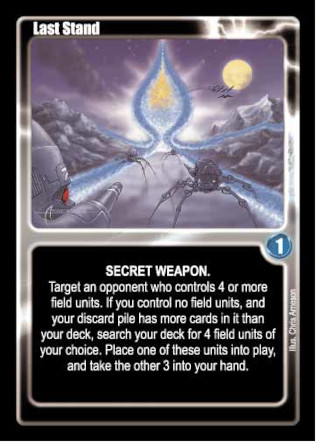 Last Stand
1
SECRET WEAPON.
Target an opponent who controls 4 or more
field units. If you control no field units, and
your discard pile has more cards in it than
your deck, search your deck for 4 field units of
your choice. Place one of these units into play,
and take the other 3 into your hand.
Illus. Chris Arneson